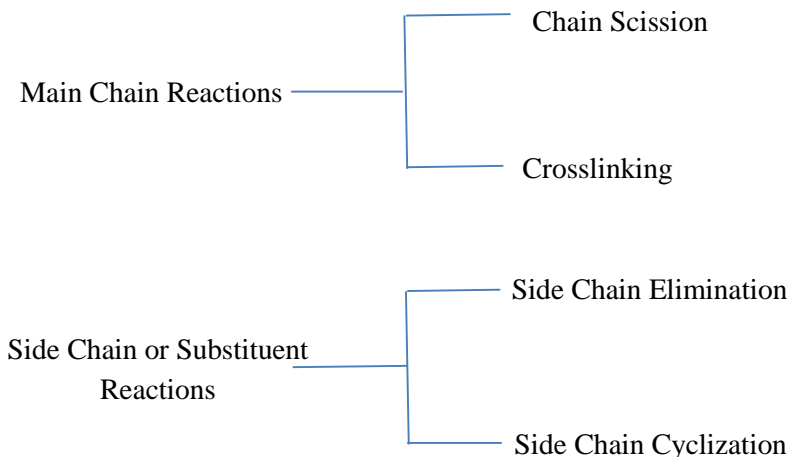 Chain Scission
Main Chain Reactions
Crosslinking
Side Chain Elimination
Side Chain or Substituent
Reactions
Side Chain Cyclization